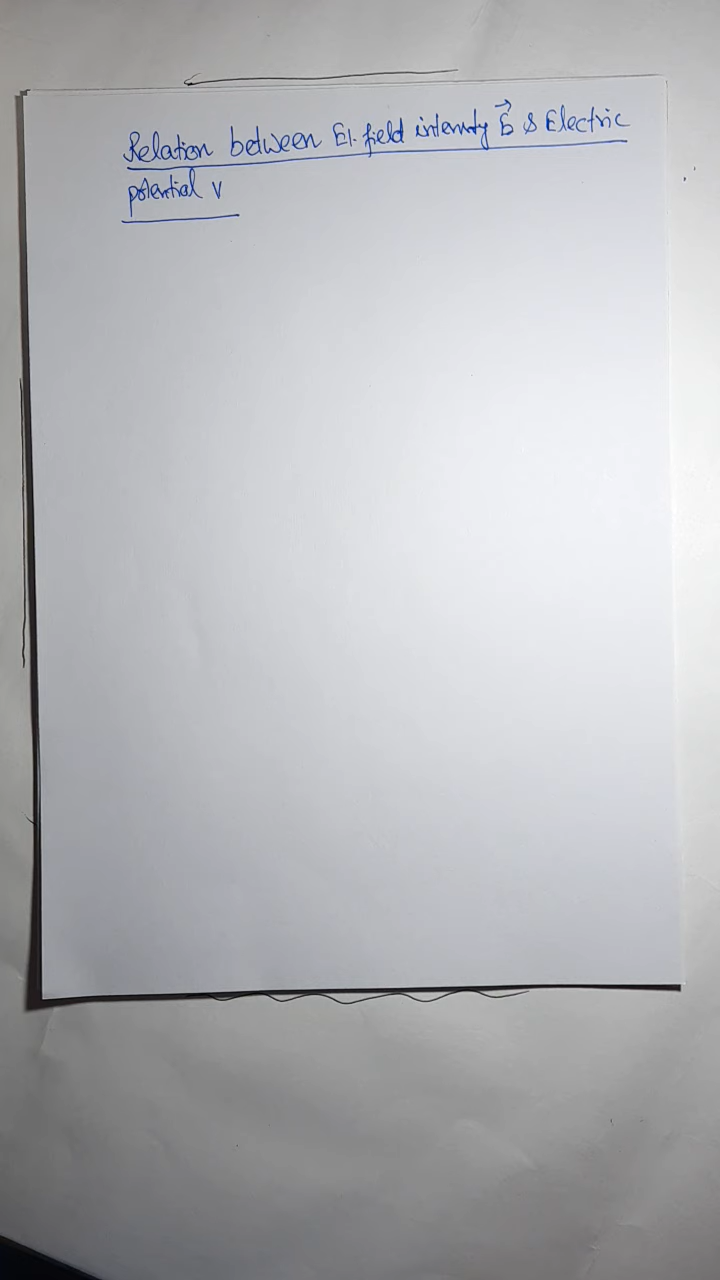 Relation between El. field intensity E⃗ & Electric
potential V